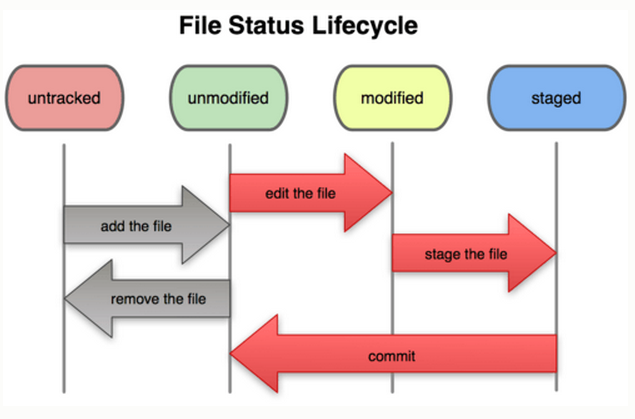 File Status Lifecycle
untracked
unmodified
modified
staged
edit the file
add the file
stage the file
remove the file
commit